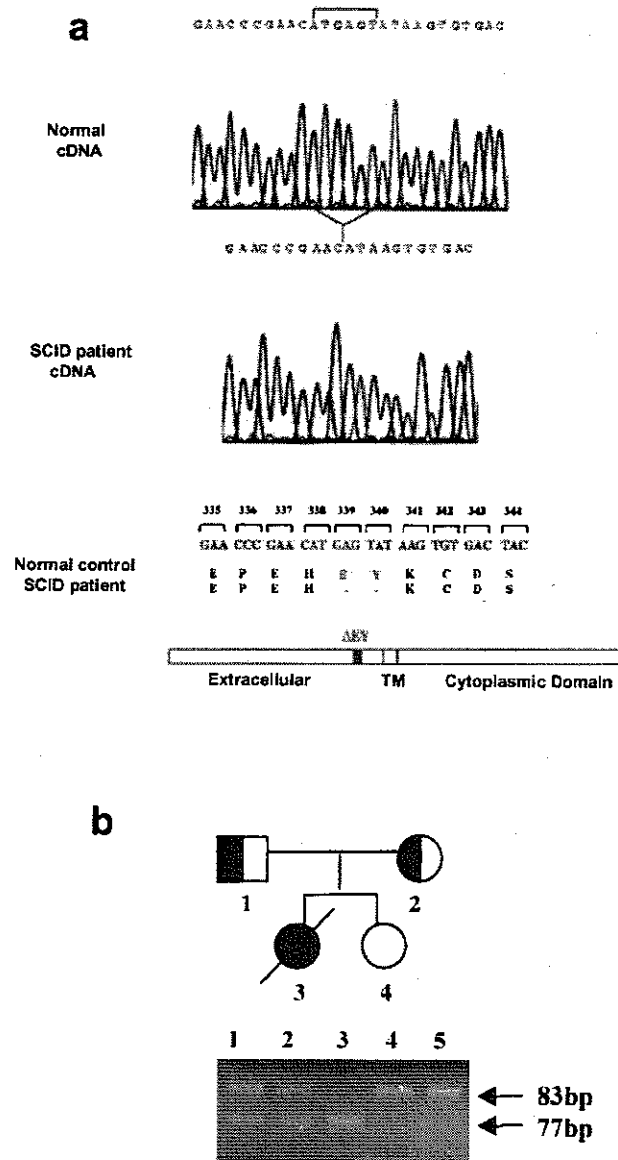 a
GAACCCGAACATGAGTATAAGTGTGAC
Normal
cDNA
GAAGCCGAACATAAGTGTGAC
SCID patient
cDNA
335 336 337 338 339 340 341 342 343 344
GAA CCC GAA CAT GAG TAT AAG TGT GAC TAC
Normal control E P E H E Y K C D S
SCID patient E P E H - - K C D S
ΔEY
Extracellular TM Cytoplasmic Domain
b
1 2
3 4
1 2 3 4 5
83bp
77bp